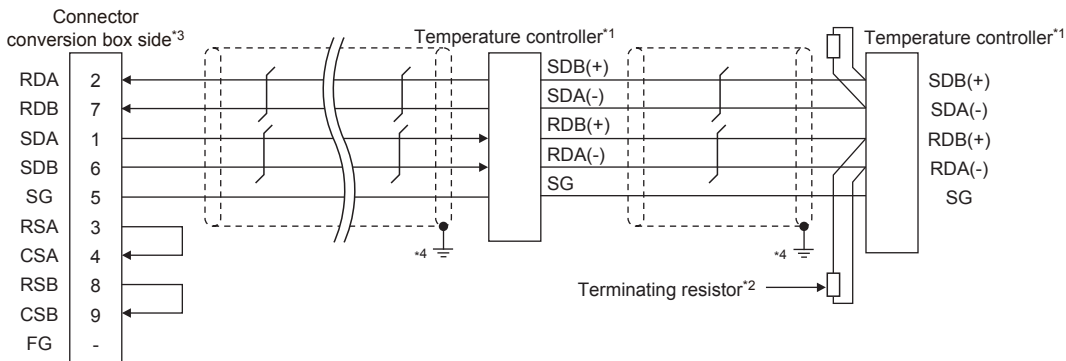 Connector
conversion box side*3
Temperature controller*1
Temperature controller*1
RDA 2
RDB 7
SDA 1
SDB 6
SG 5
RSA 3
CSA 4
RSB 8
CSB 9
FG -
SDB(+)
SDA(-)
RDB(+)
RDA(-)
SG
SDB(+)
SDA(-)
RDB(+)
RDA(-)
SG
*4
*4
Terminating resistor*2